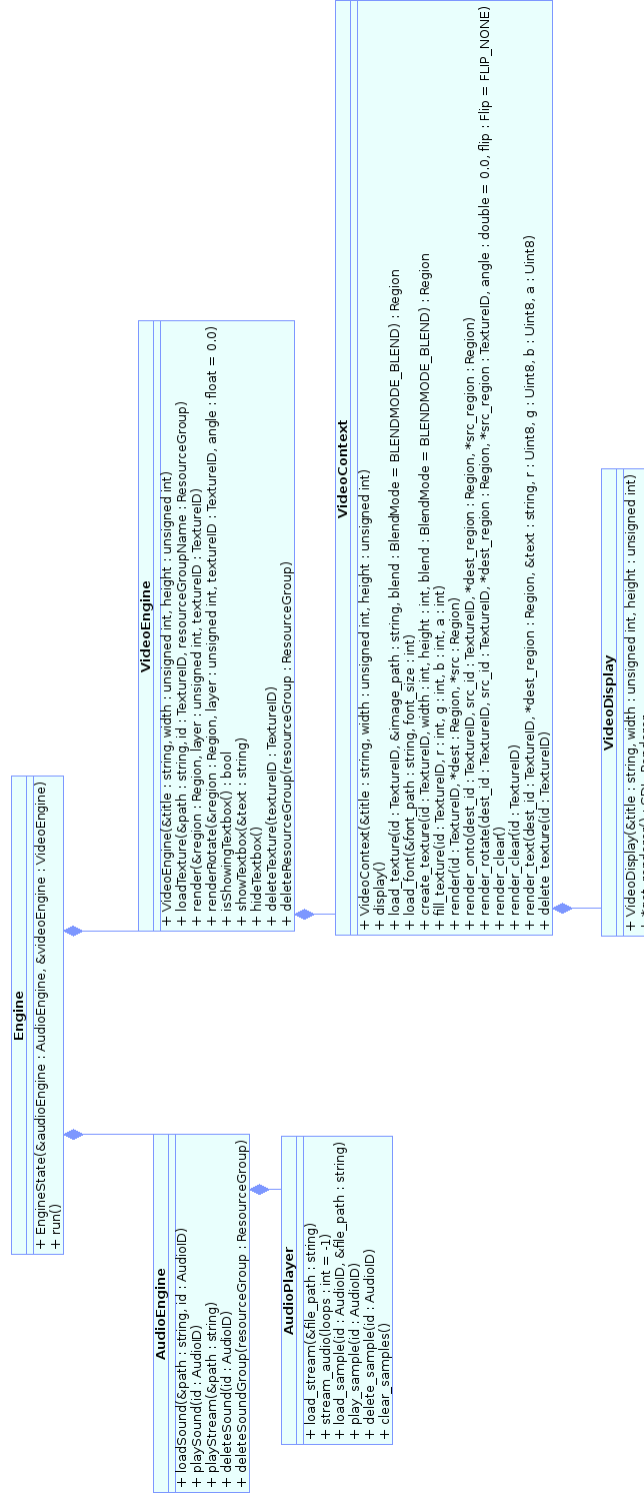 Engine
+ EngineState(&audioEngine : AudioEngine, &videoEngine : VideoEngine)
+ run()
AudioEngine
+ loadSound(&path : string, id : AudioID)
+ playSound(id : AudioID)
+ playStream(&path : string)
+ deleteSound(id : AudioID)
+ deleteSoundGroup(resourceGroup : ResourceGroup)
AudioPlayer
+ load_stream(&file_path : string)
+ stream_audio(loops : int = -1)
+ load_sample(id : AudioID, &file_path : string)
+ play_sample(id : AudioID)
+ delete_sample(id : AudioID)
+ clear_samples()
VideoEngine
+ VideoEngine(&title : string, width : unsigned int, height : unsigned int)
+ loadTexture(&path : string, id : TextureID, resourceGroupName : ResourceGroup)
+ render(&region : Region, layer : unsigned int, textureID : TextureID)
+ renderRotate(&region : Region, layer : unsigned int, textureID : TextureID, angle : float = 0.0)
+ isShowingTextbox() : bool
+ showTextbox(&text : string)
+ hideTextbox()
+ deleteTexture(textureID : TextureID)
+ deleteResourceGroup(resourceGroup : ResourceGroup)
VideoContext
+ VideoContext(&title : string, width : unsigned int, height : unsigned int)
+ display()
+ load_texture(id : TextureID, &image_path : string, blend : BlendMode = BLENDMODE_BLEND) : Region
+ load_font(&font_path : string, font_size : int)
+ create_texture(id : TextureID, width : int, height : int, blend : BlendMode = BLENDMODE_BLEND) : Region
+ fill_texture(id : TextureID, r : int, g : int, b : int, a : int)
+ render(id : TextureID, *dest : Region, *src : Region)
+ render_onto(dest_id : TextureID, src_id : TextureID, *dest_region : Region, *src_region : Region)
+ render_rotate(dest_id : TextureID, src_id : TextureID, *dest_region : Region, *src_region : TextureID, angle : double = 0.0, flip : Flip = FLIP_NONE)
+ render_clear()
+ render_clear(id : TextureID)
+ render_text(dest_id : TextureID, *dest_region : Region, &text : string, r : Uint8, g : Uint8, b : Uint8, a : Uint8)
+ delete_texture(id : TextureID)
VideoDisplay
+ VideoDisplay(&title : string, width : unsigned int, height : unsigned int)